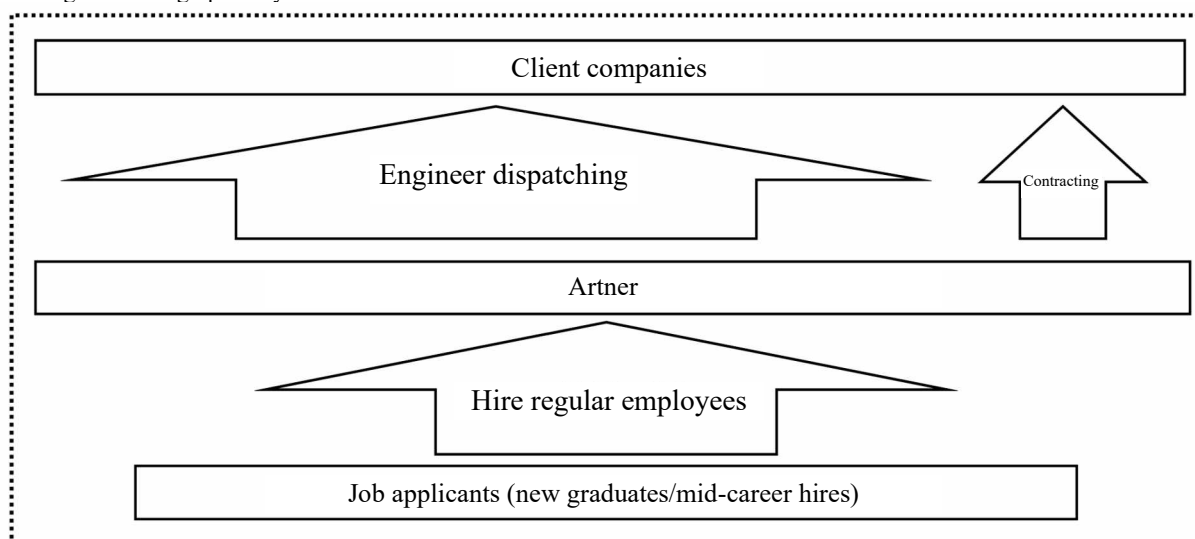 Client companies
Engineer dispatching
Contracting
Artner
Hire regular employees
Job applicants (new graduates/mid-career hires)